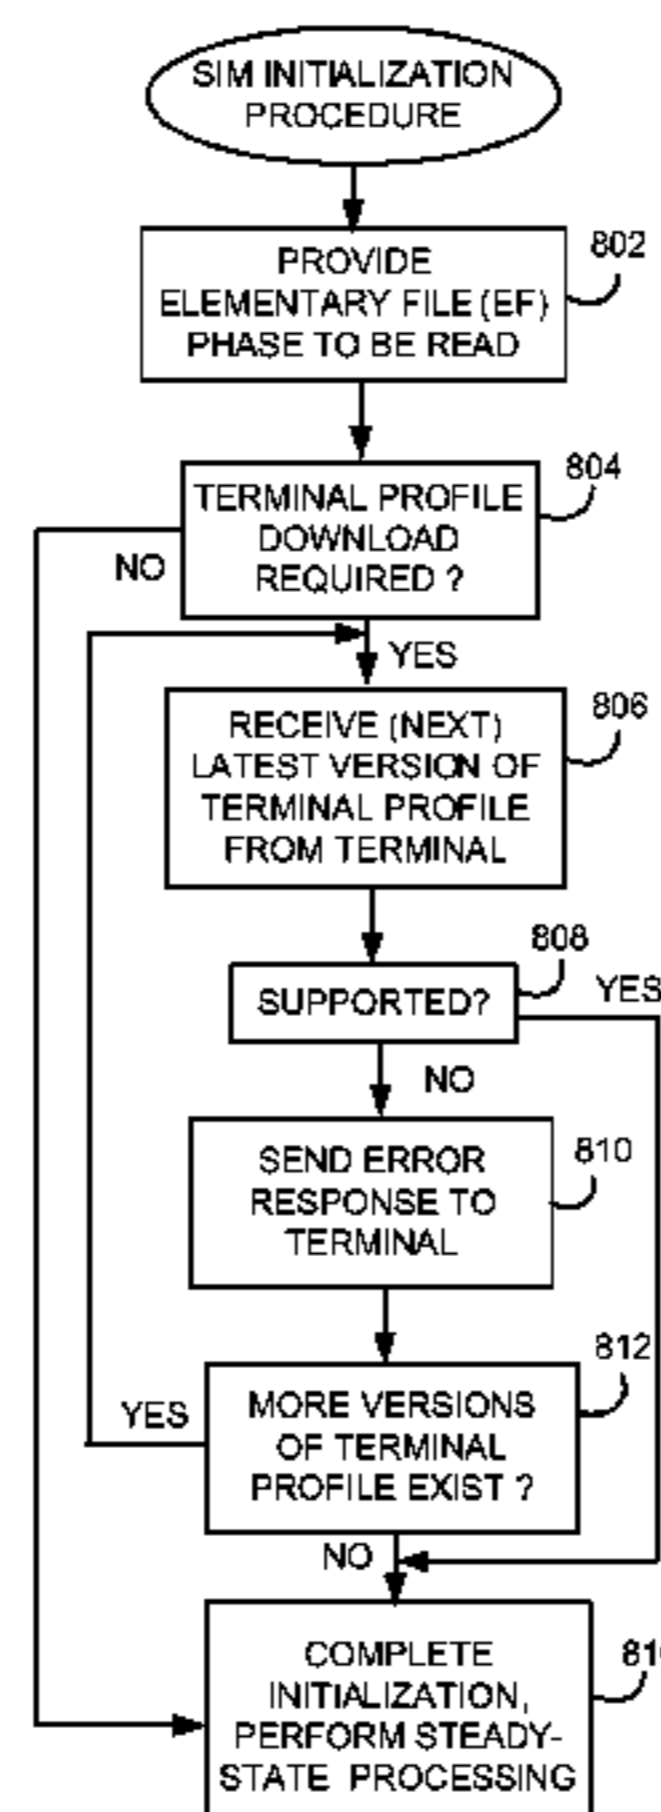 SIM INITIALIZATION
PROCEDURE
802
PROVIDE
ELEMENTARY FILE (EF)
PHASE TO BE READ
804
TERMINAL PROFILE
DOWNLOAD
REQUIRED ?
NO
YES
806
RECEIVE (NEXT)
LATEST VERSION OF
TERMINAL PROFILE
FROM TERMINAL
808
SUPPORTED?
YES
NO
810
SEND ERROR
RESPONSE TO
TERMINAL
812
YES
MORE VERSIONS
OF TERMINAL
PROFILE EXIST ?
NO
COMPLETE
INITIALIZATION,
PERFORM STEADY-
STATE PROCESSING